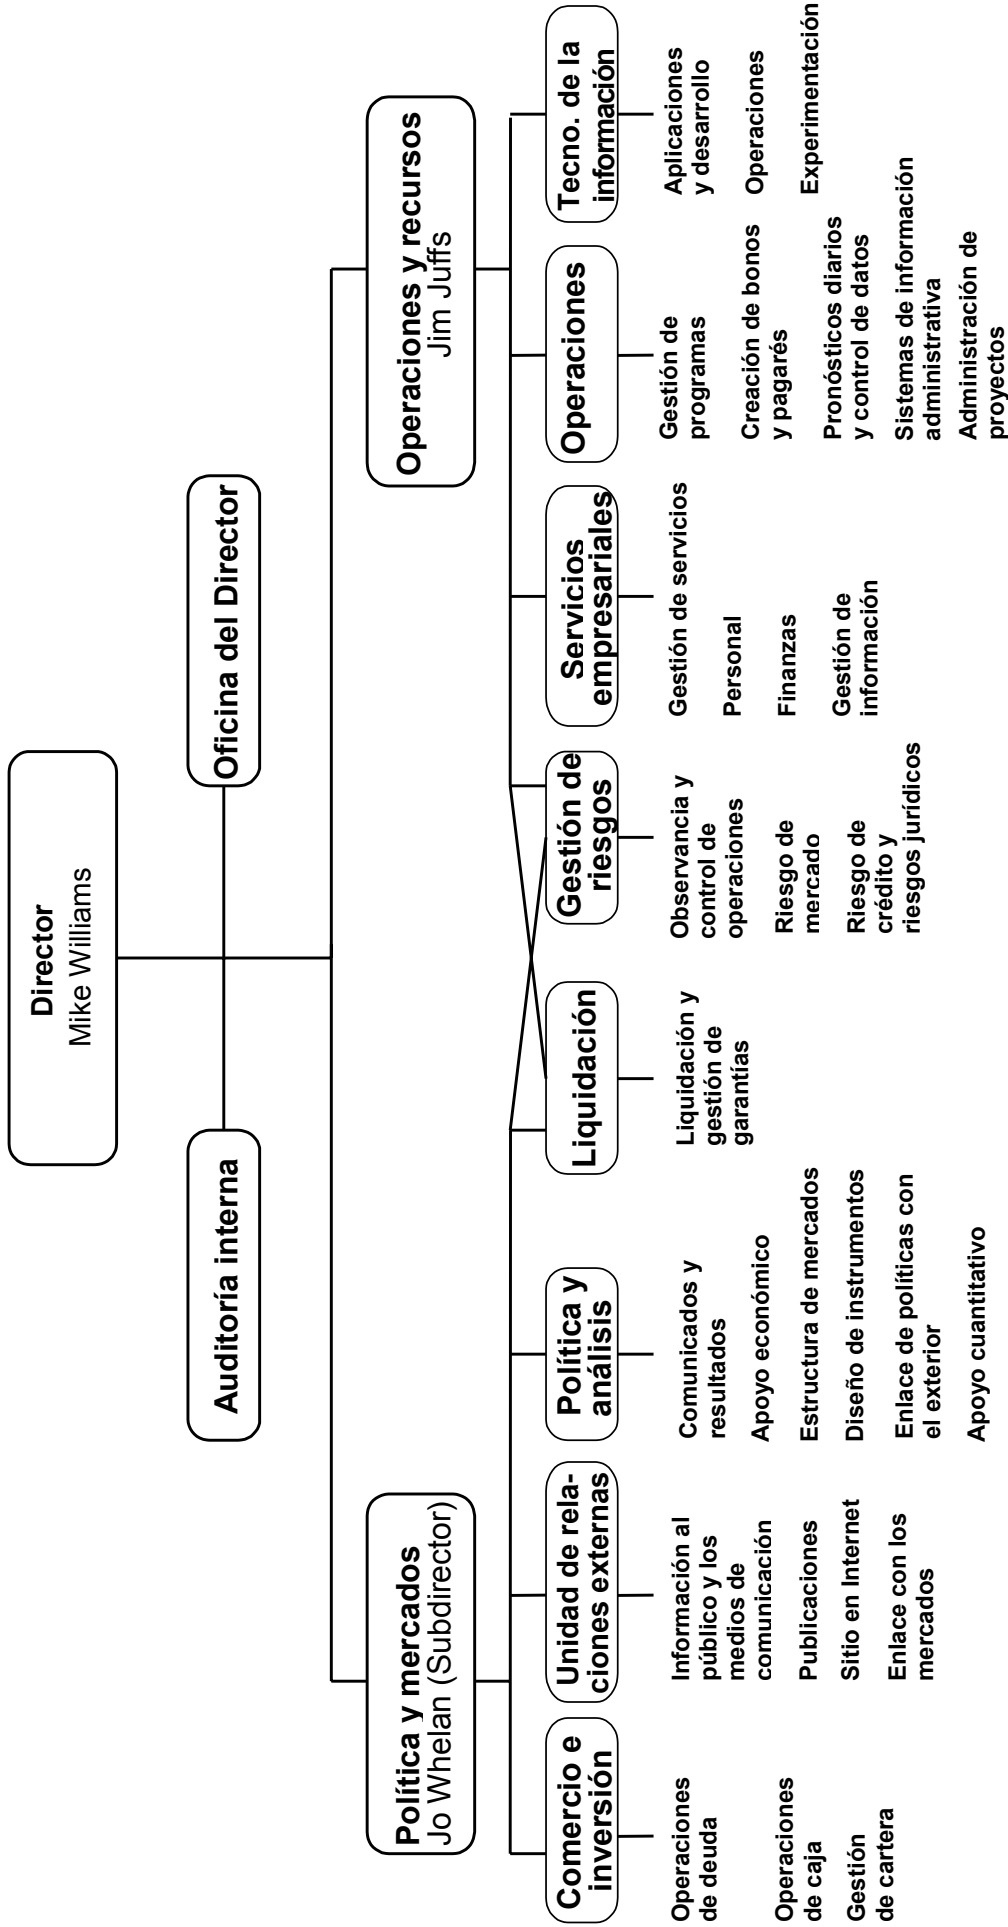 Director
Mike Williams
Auditoría interna
Oficina del Director
Política y mercados
Jo Whelan (Subdirector)
Operaciones y recursos
Jim Juffs
Comercio e
inversión
Unidad de rela-
ciones externas
Política y
análisis
Liquidación
Gestión de
riesgos
Servicios
empresariales
Operaciones
Tecno. de la
información
Operaciones
de deuda
Operaciones
de caja
Gestión
de cartera
Información al
público y los
medios de
comunicación
Publicaciones
Sitio en Internet
Enlace con los
mercados
Comunicados y
resultados
Apoyo económico
Estructura de mercados
Diseño de instrumentos
Enlace de políticas con
el exterior
Apoyo cuantitativo
Liquidación y
gestión de
garantías
Observancia y
control de
operaciones
Riesgo de
mercado
Riesgo de
crédito y
riesgos jurídicos
Gestión de servicios
Personal
Finanzas
Gestión de
información
Gestión de
programas
Creación de bonos
y pagarés
Pronósticos diarios
y control de datos
Sistemas de información
administrativa
Administración de
proyectos
Aplicaciones
y desarrollo
Operaciones
Experimentación